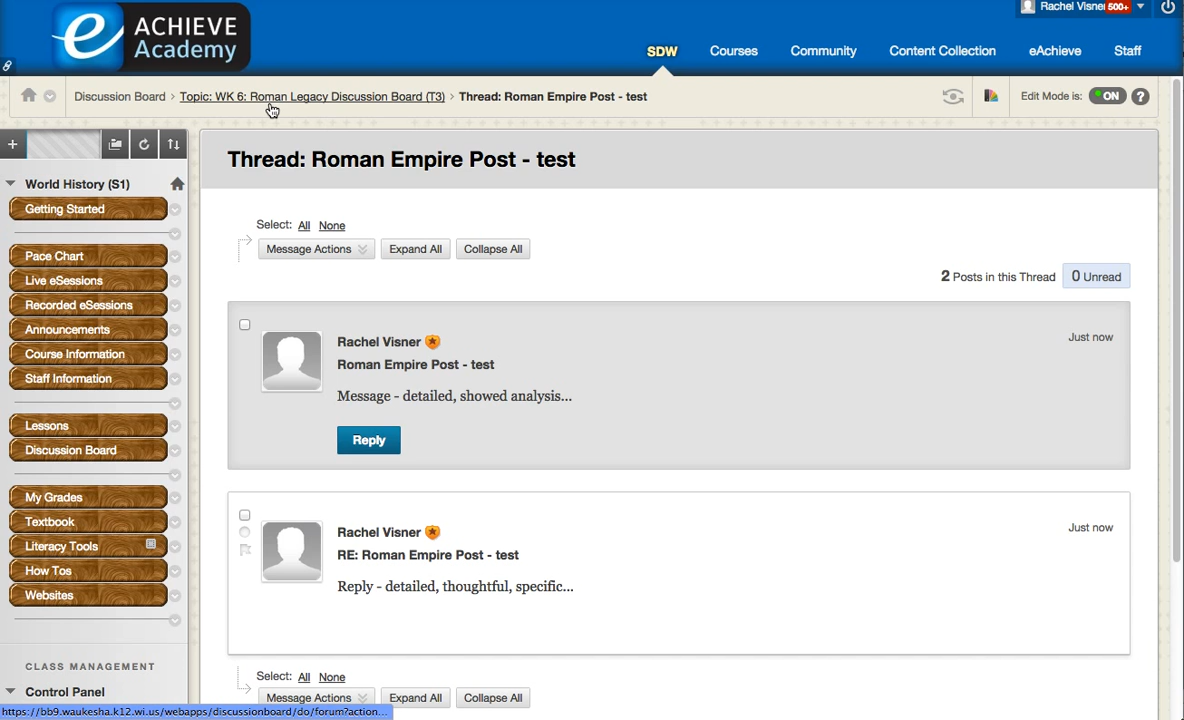 Rachel Visner 500+
e ACHIEVE
Academy
SDW Courses Community Content Collection eAchieve Staff
Discussion Board > Topic: WK 6: Roman Legacy Discussion Board (T3) > Thread: Roman Empire Post - test
Edit Mode is: ON ?
+
World History (S1)
Getting Started
Pace Chart
Live eSessions
Recorded eSessions
Announcements
Course Information
Staff Information
Lessons
Discussion Board
My Grades
Textbook
Literacy Tools
How Tos
Websites
CLASS MANAGEMENT
Control Panel
https://bb9.waukesha.k12.wi.us/webapps/discussionboard/do/forum?action...
Thread: Roman Empire Post - test
Select: All None
Message Actions Expand All Collapse All
2 Posts in this Thread 0 Unread
Rachel Visner
Just now
Roman Empire Post - test
Message - detailed, showed analysis...
Reply
Rachel Visner
Just now
RE: Roman Empire Post - test
Reply - detailed, thoughtful, specific...
Select: All None
Message Actions Expand All Collapse All